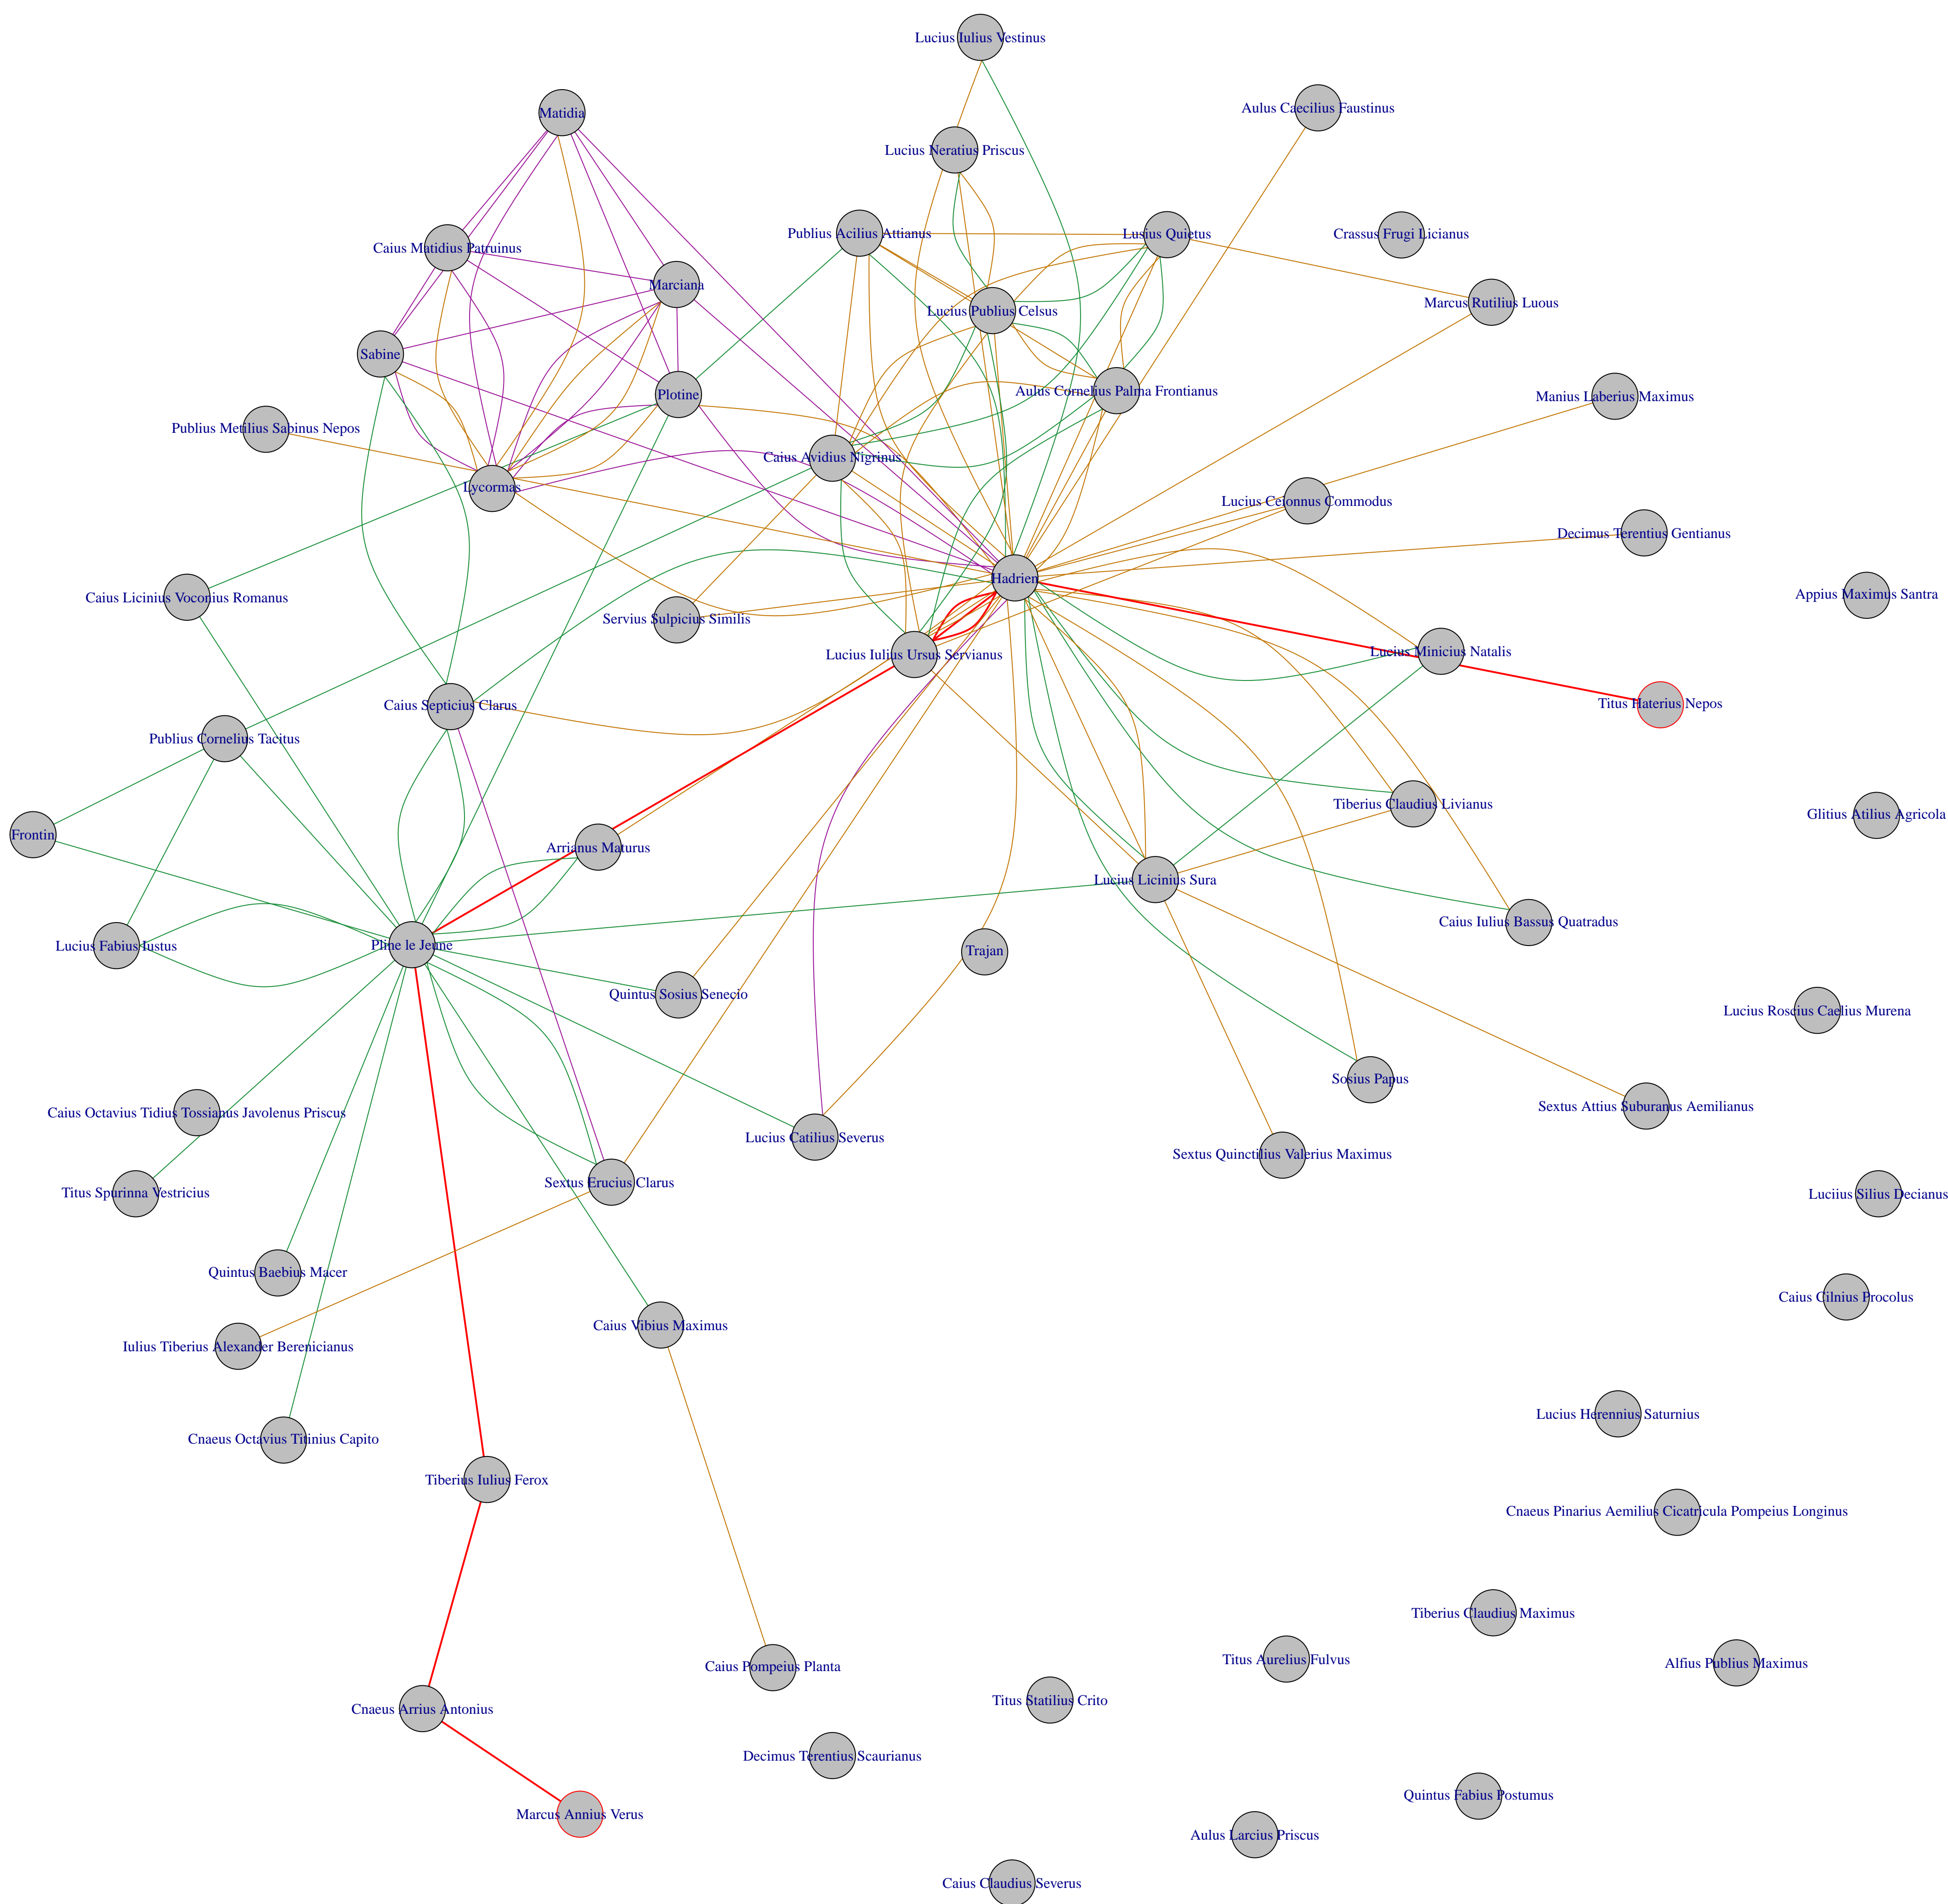 Lucius Iulius Vestinus
Aulus Caecilius Faustinus
Matidia
Lucius Neratius Priscus
Publius Acilius Attianus
Lusius Quietus
Crassus Frugi Licianus
Caius Matidius Patruinus
Marciana
Marcus Rutilius Luous
Lucius Publius Celsus
Sabine
Plotine
Aulus Cornelius Palma Frontianus
Manius Laberius Maximus
Publius Metilius Sabinus Nepos
Caius Avidius Nigrinus
Lycormas
Lucius Ceionnus Commodus
Decimus Terentius Gentianus
Hadrien
Appius Maximus Santra
Caius Licinius Voconius Romanus
Servius Sulpicius Similis
Lucius Iulius Ursus Servianus
Lucius Minicius Natalis
Titus Haterius Nepos
Caius Septicius Clarus
Publius Cornelius Tacitus
Tiberius Claudius Livianus
Glitius Atilius Agricola
Frontin
Arrianus Maturus
Lucius Licinius Sura
Caius Iulius Bassus Quatradus
Lucius Fabius Iustus
Pline le Jeune
Trajan
Quintus Sosius Senecio
Lucius Roscius Caelius Murena
Sosius Papus
Sextus Attius Suburanus Aemilianus
Caius Octavius Tidius Tossianus Javolenus Priscus
Lucius Catilius Severus
Sextus Quinctilius Valerius Maximus
Sextus Erucius Clarus
Titus Spurinna Vestricius
Luciius Silius Decianus
Quintus Baebius Macer
Caius Cilnius Procolus
Caius Vibius Maximus
Iulius Tiberius Alexander Berenicianus
Lucius Herennius Saturnius
Cnaeus Octavius Titinius Capito
Tiberius Iulius Ferox
Cnaeus Pinarius Aemilius Cicatricula Pompeius Longinus
Tiberius Claudius Maximus
Titus Aurelius Fulvus
Alfius Publius Maximus
Caius Pompeius Planta
Titus Statilius Crito
Cnaeus Arrius Antonius
Decimus Terentius Scaurianus
Quintus Fabius Postumus
Marcus Annius Verus
Aulus Larcius Priscus
Caius Claudius Severus